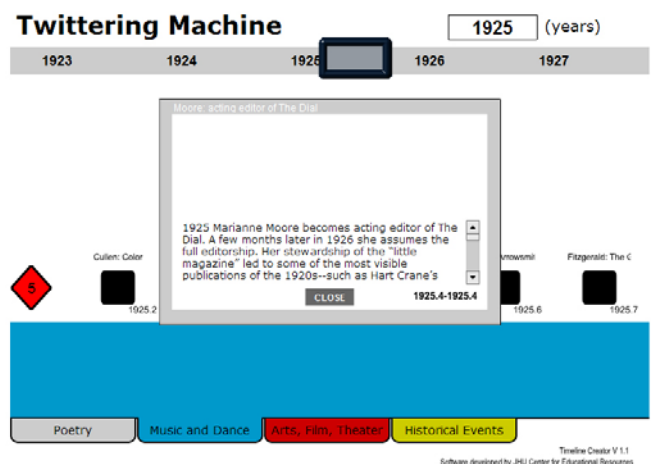 Twittering Machine
1925 (years)
1923 1924 1925 1926 1927
Moore: acting editor of The Dial
1925 Marianne Moore becomes acting editor of The
Dial. A few months later in 1926 she assumes the
full editorship. Her stewardship of the "little
magazine" led to some of the most visible
publications of the 1920s--such as Hart Crane's
CLOSE 1925.4-1925.4
Cullen: Color
Fitzgerald: The G
5
1925.2 1925.6 1925.7
Poetry Music and Dance Arts, Film, Theater Historical Events
Timeline Creator V 1.1
Software developed by JHU Center for Educational Resources